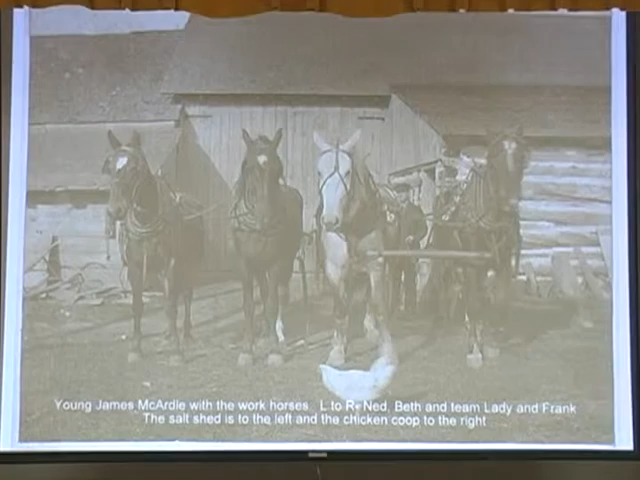 Young James McArdle with the work horses. L to R-Ned, Beth and team Lady and Frank
The salt shed is to the left and the chicken coop to the right